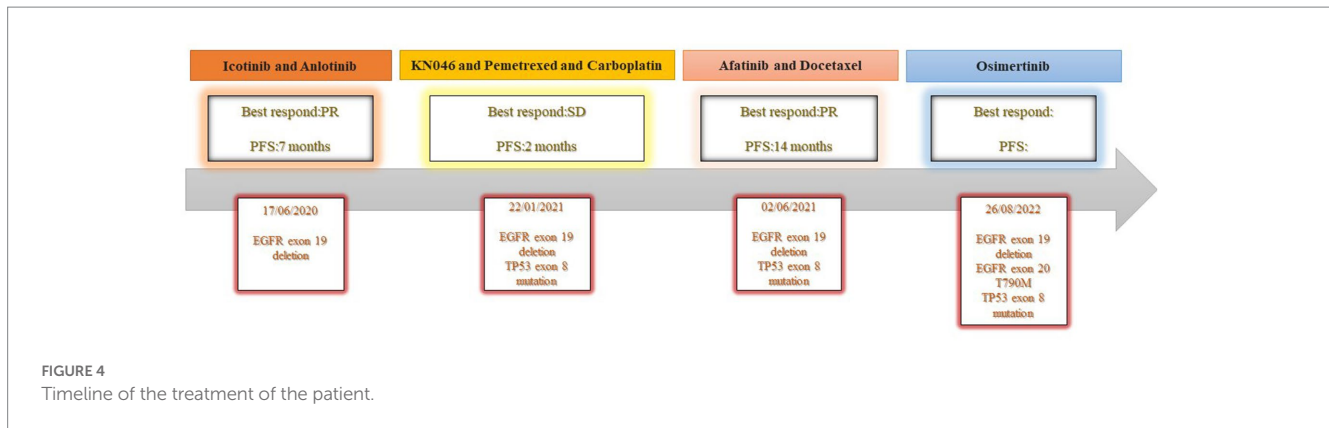 Icotinib and Anlotinib
KN046 and Pemetrexed and Carboplatin
Afatinib and Docetaxel
Osimertinib
Best respond:PR
PFS:7 months
Best respond:SD
PFS:2 months
Best respond:PR
PFS:14 months
Best respond:
PFS:
17/06/2020
EGFR exon 19
deletion
22/01/2021
EGFR exon 19
deletion
TP53 exon 8
mutation
02/06/2021
EGFR exon 19
deletion
TP53 exon 8
mutation
26/08/2022
EGFR exon 19
deletion
EGFR exon 20
T790M
TP53 exon 8
mutation
FIGURE 4
Timeline of the treatment of the patient.